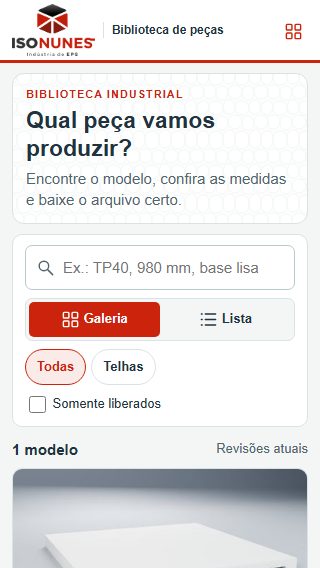 ISONUNES
Indústria de EPS
Biblioteca de peças
BIBLIOTECA INDUSTRIAL
Qual peça vamos
produzir?
Encontre o modelo, confira as medidas
e baixe o arquivo certo.
Ex.: TP40, 980 mm, base lisa
Galeria
Lista
Todas
Telhas
Somente liberados
1 modelo
Revisões atuais